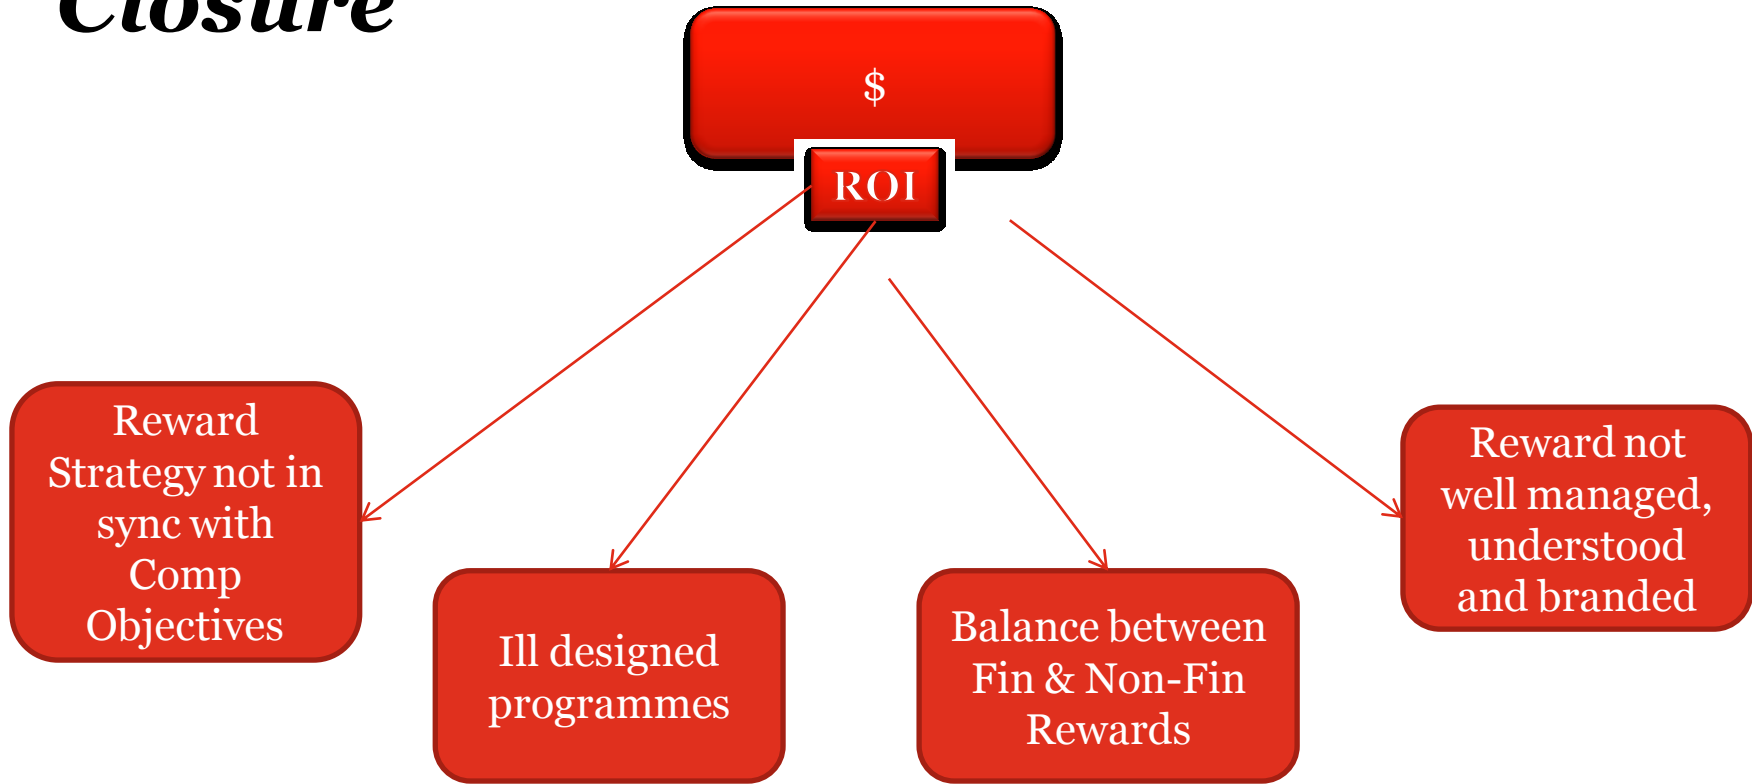 Closure
$
ROI
Reward
Strategy not in
sync with
Comp
Objectives
Ill designed
programmes
Balance between
Fin & Non-Fin
Rewards
Reward not
well managed,
understood
and branded